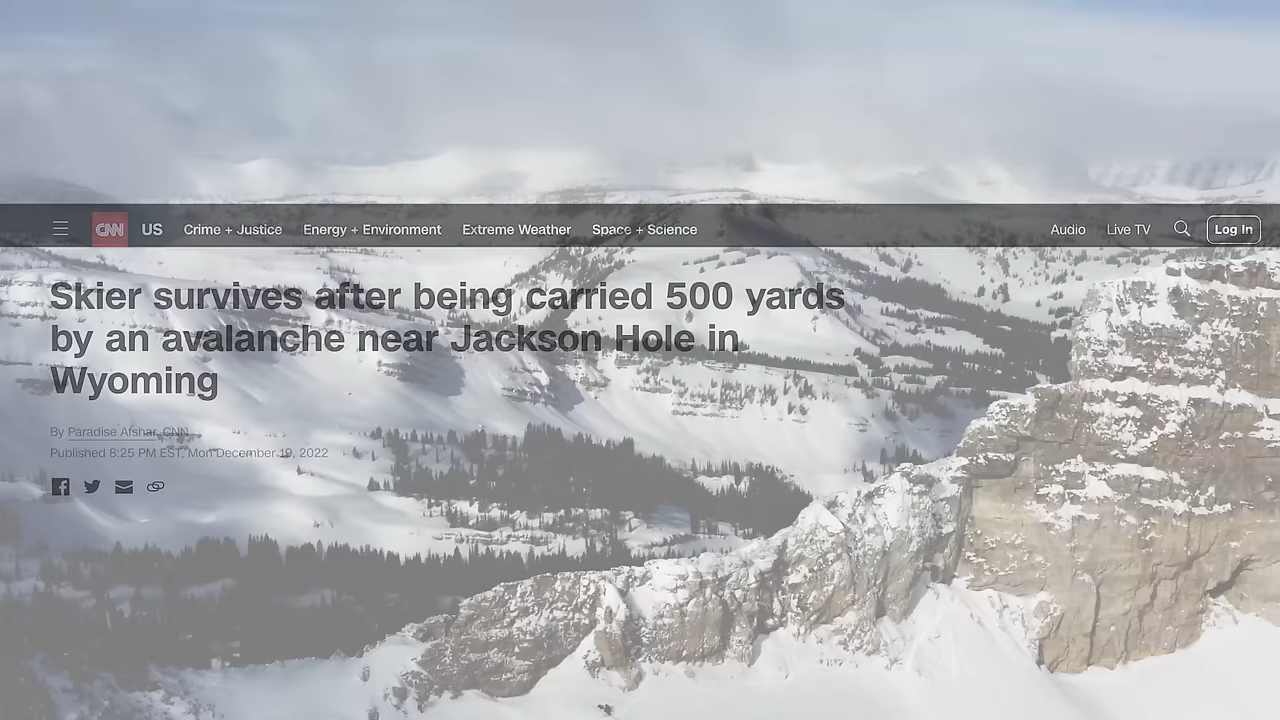 CNN US Crime + Justice Energy + Environment Extreme Weather Space + Science Audio Live TV Log In
Skier survives after being carried 500 yards
by an avalanche near Jackson Hole in
Wyoming
By Paradise Afshar, CNN
Published 8:25 PM EST, Mon December 19, 2022